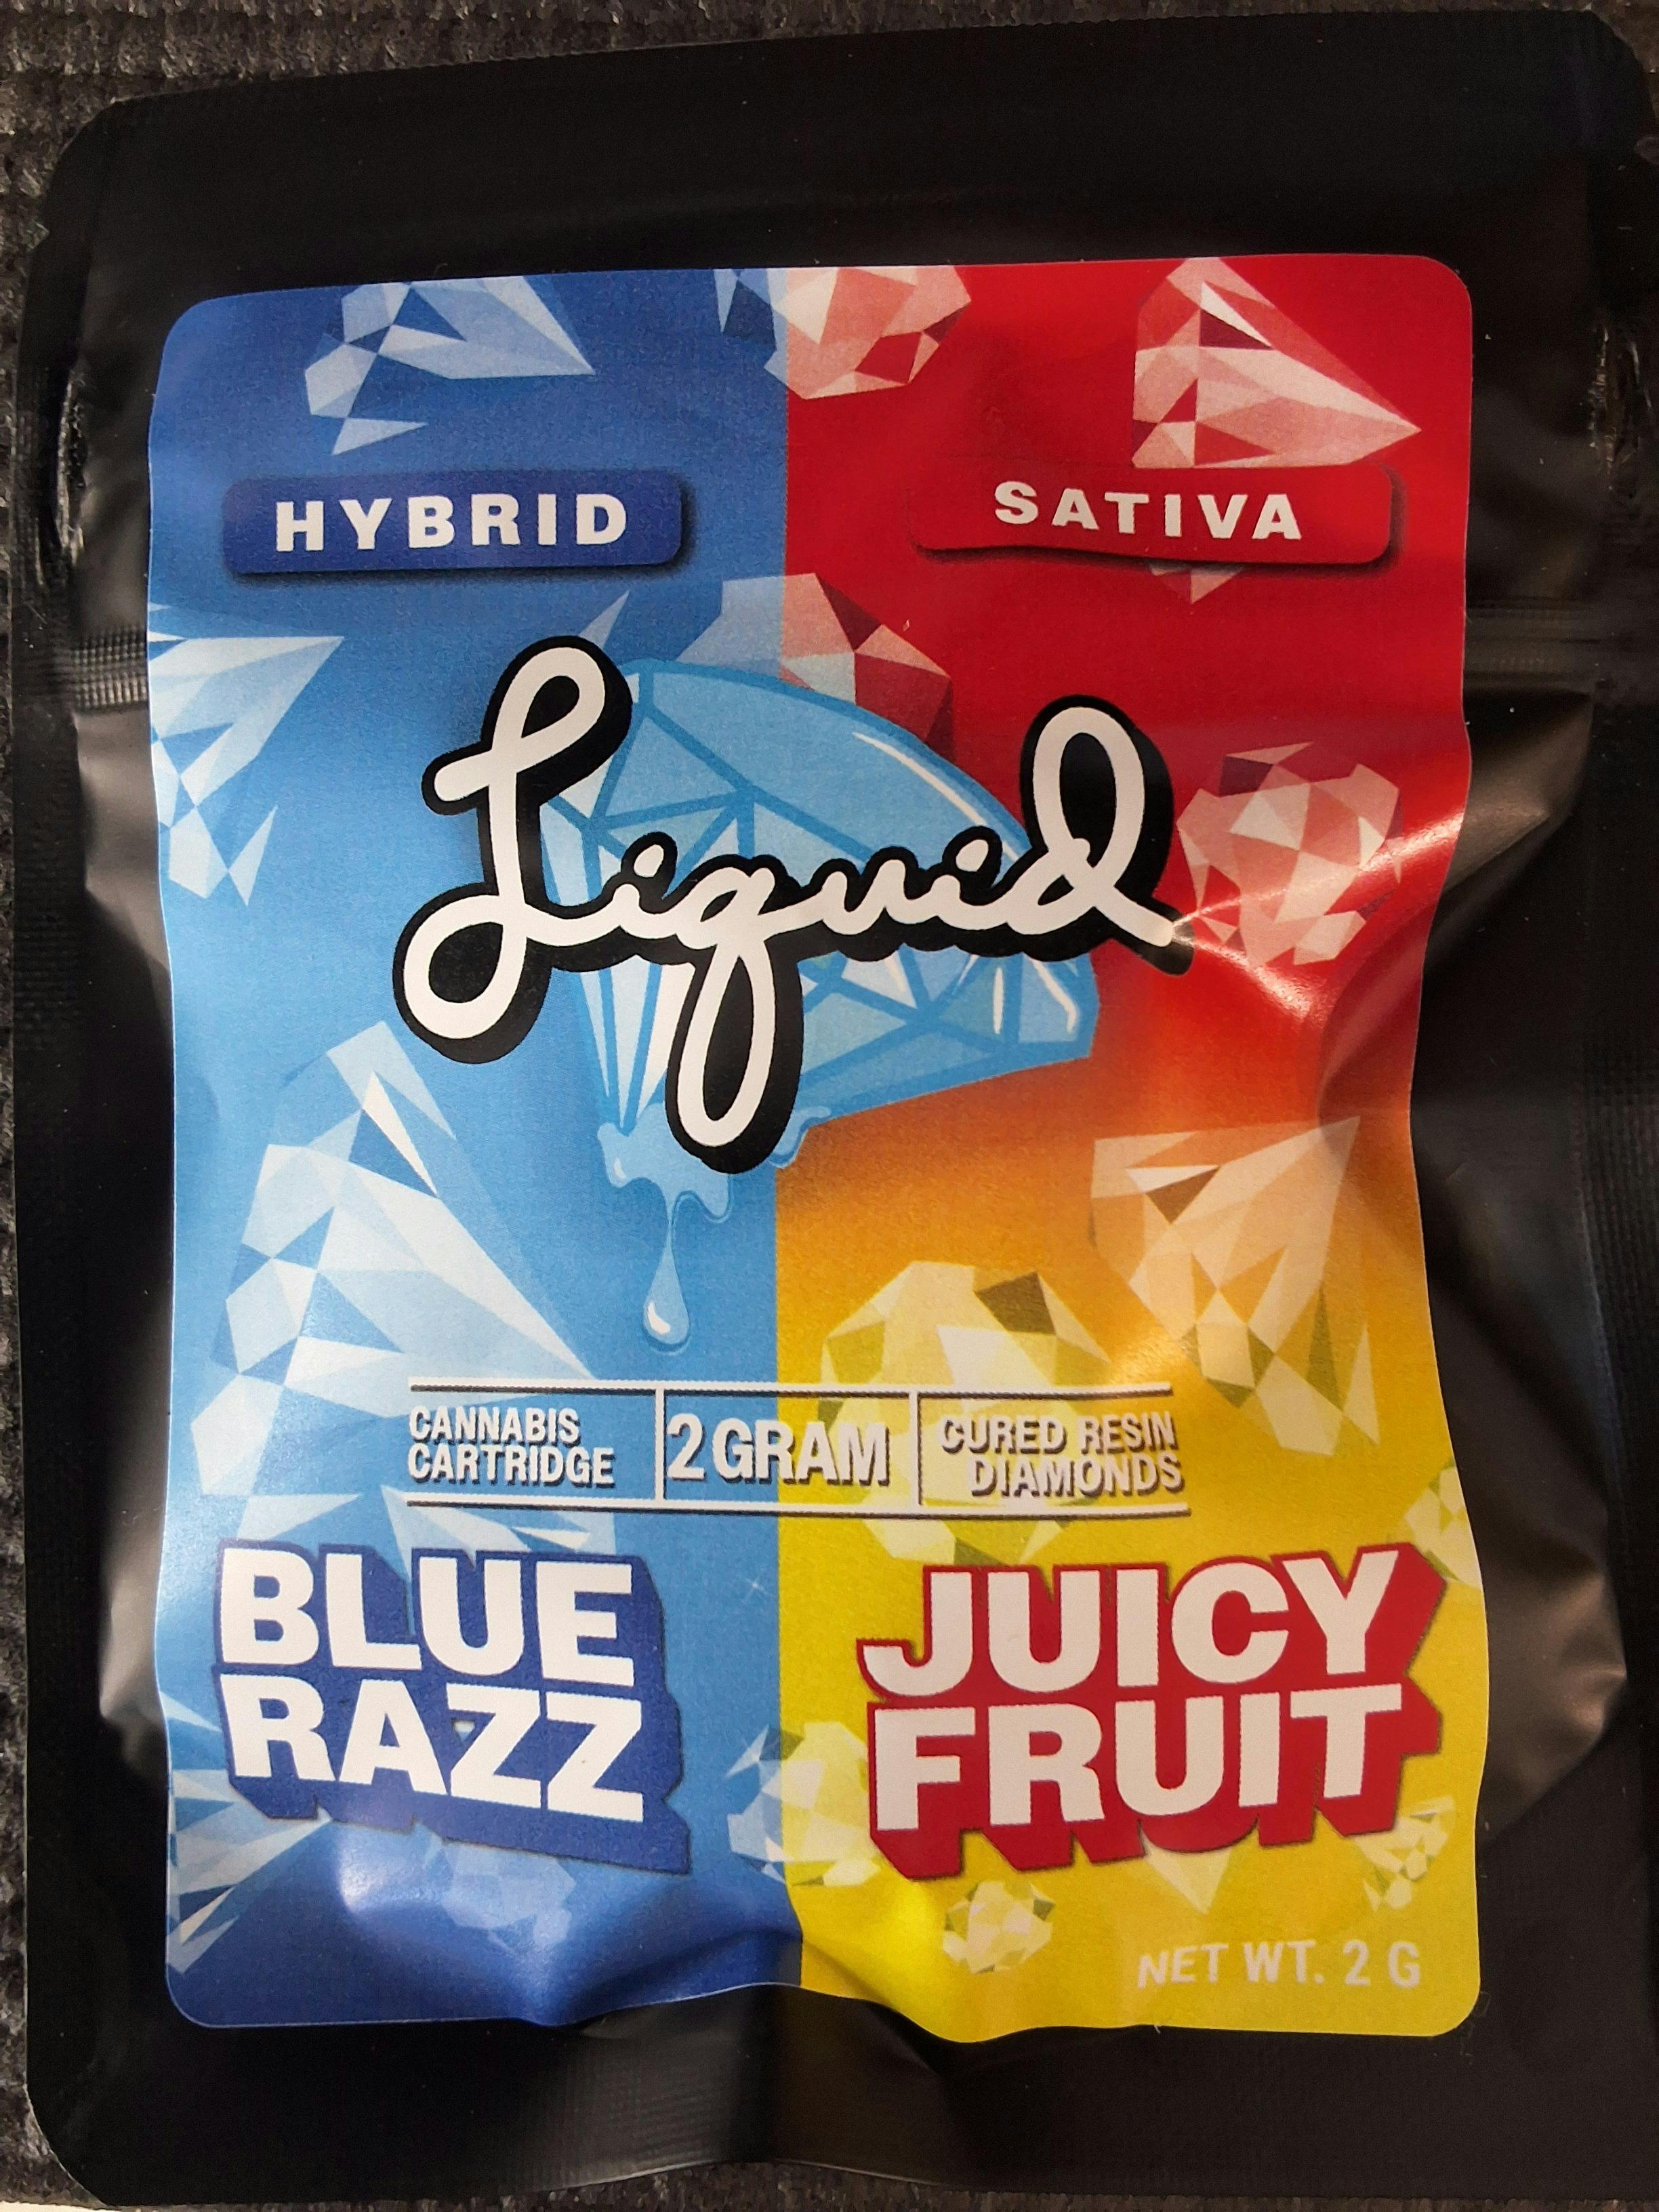 HYBRID
SATIVA
Liquid
CANNABIS
CARTRIDGE
2 GRAM
CURED RESIN
DIAMONDS
BLUE
RAZZ
JUICY
FRUIT
NET WT. 2 G